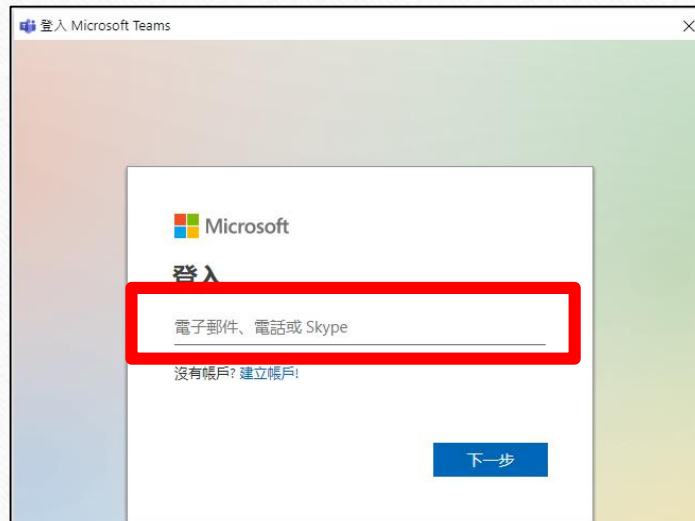 登入 Microsoft Teams
Microsoft
登入
電子郵件、電話或 Skype
沒有帳戶? 建立帳戶!
下一步